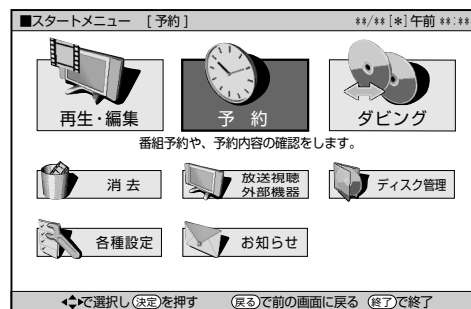 ■スタートメニュー [予約] **/** [*] 午前 **:**
再生・編集 予 約 ダビング
番組予約や、予約内容の確認をします。
消 去 放送視聴 外部機器 ディスク管理
各種設定 お知らせ
で選択し 決定 を押す 戻る で前の画面に戻る 終了 で終了